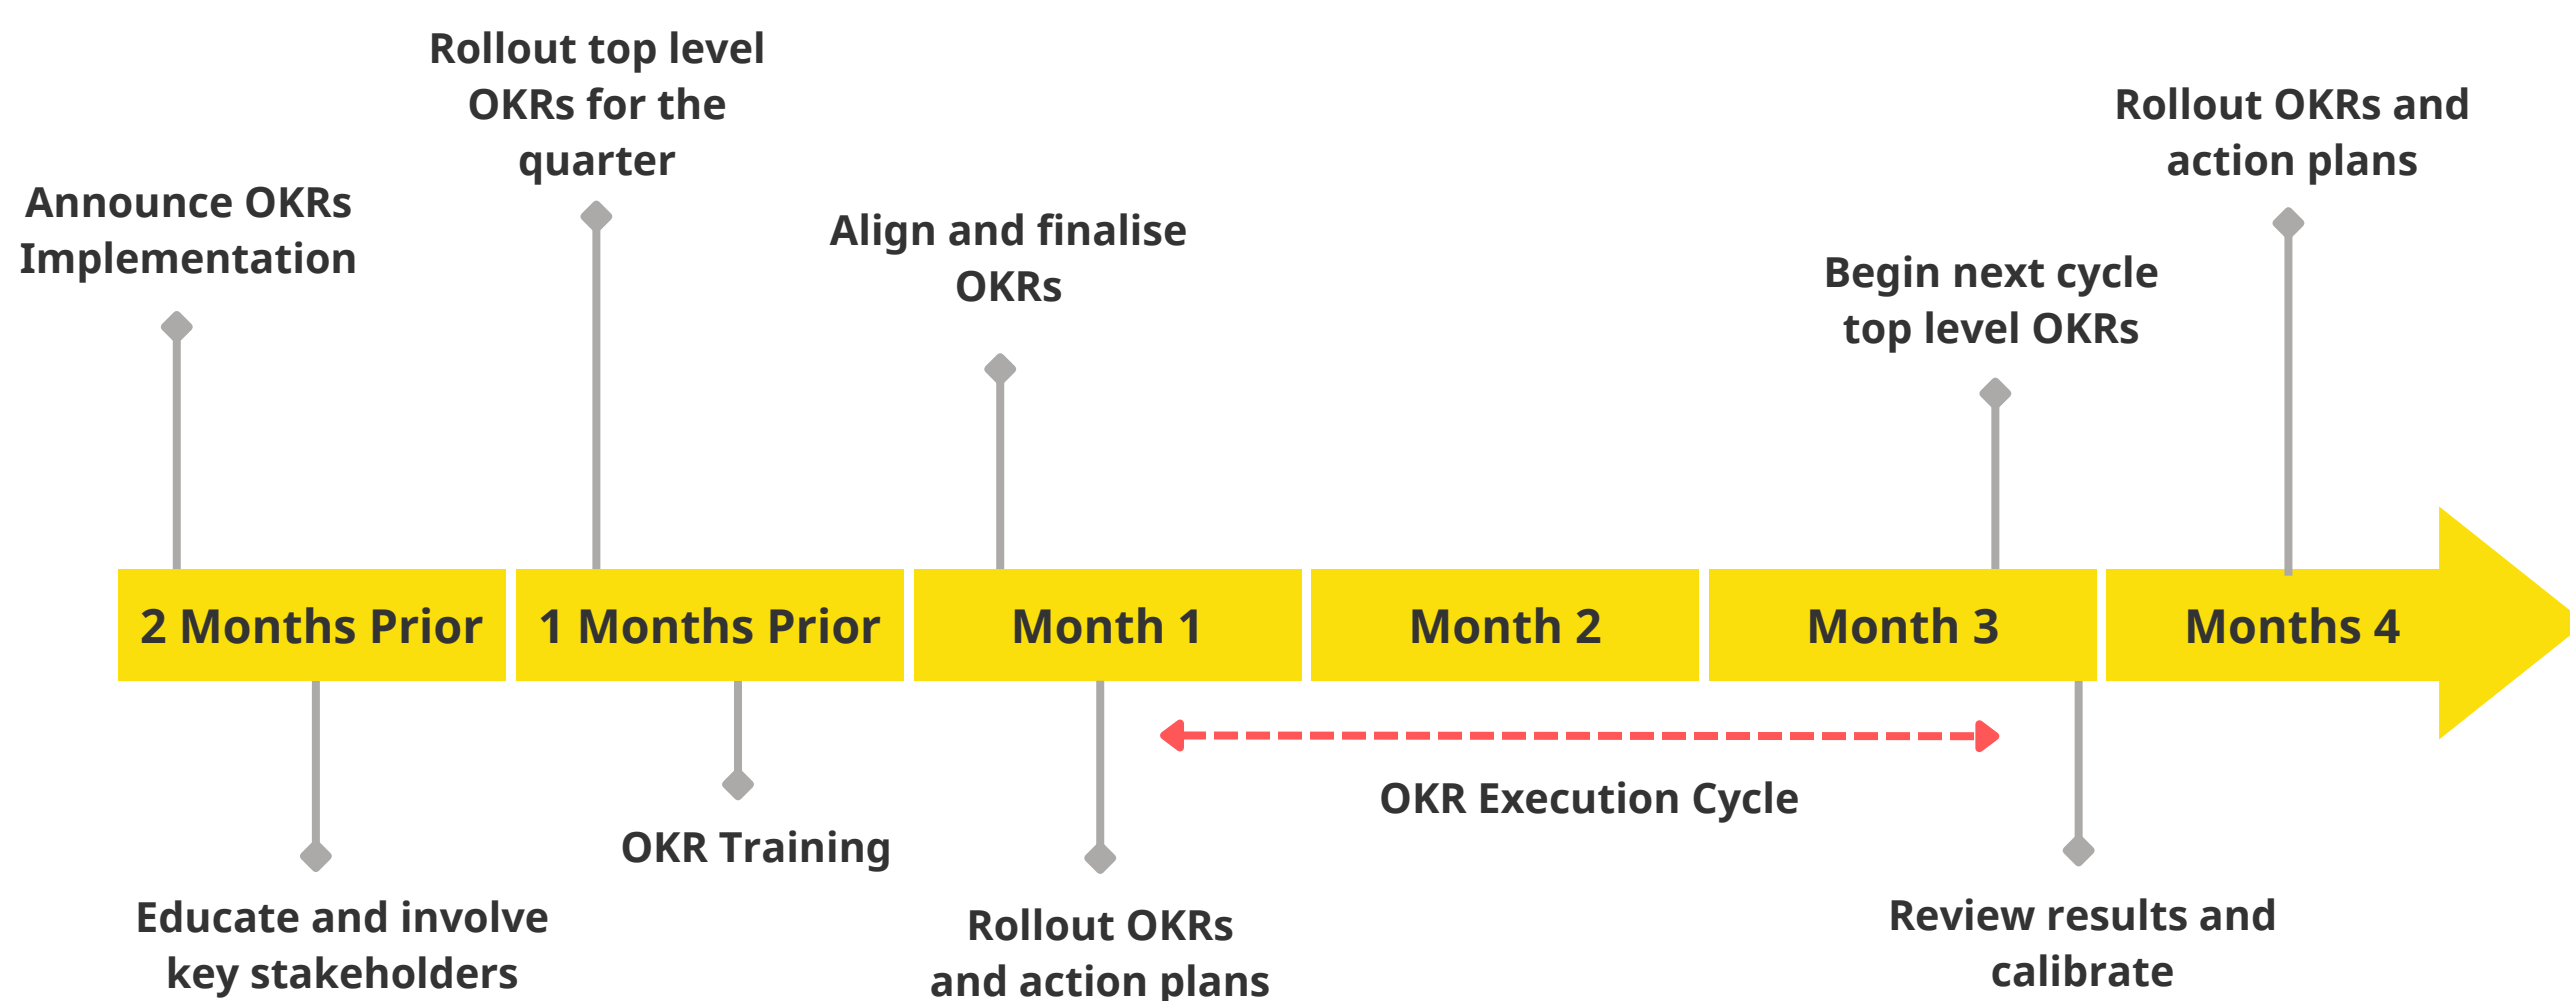 Rollout top level
OKRs for the
quarter
Announce OKRs
Implementation
Align and finalise
OKRs
Rollout OKRs and
action plans
Begin next cycle
top level OKRs
2 Months Prior
1 Months Prior
Month 1
Month 2
Month 3
Months 4
OKR Execution Cycle
OKR Training
Educate and involve
key stakeholders
Rollout OKRs
and action plans
Review results and
calibrate